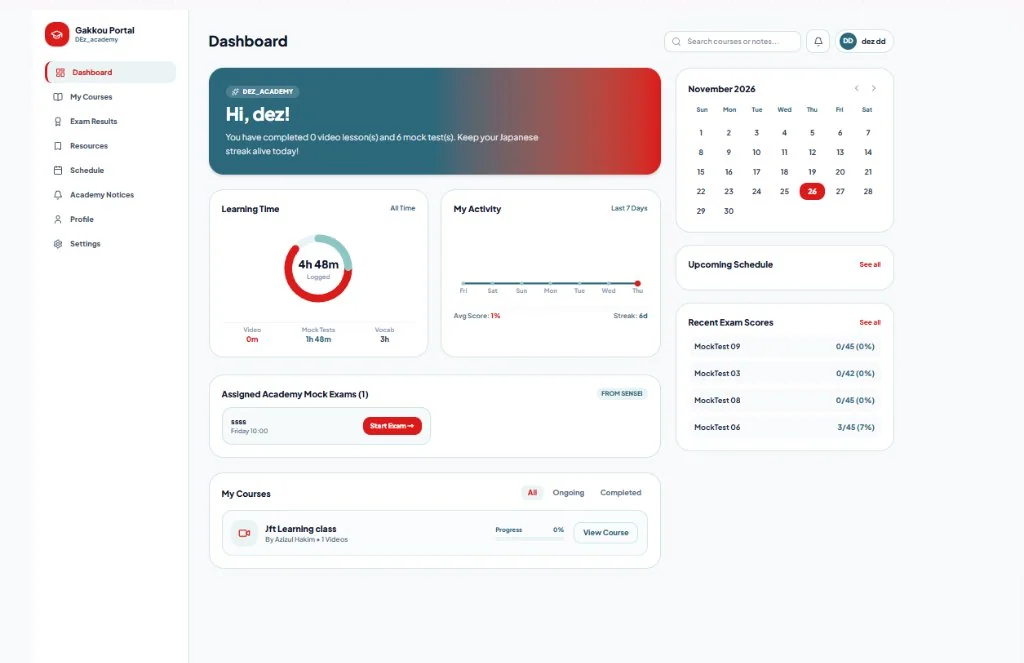 Gakkou Portal
DEz_academy
Dashboard
My Courses
Exam Results
Resources
Schedule
Academy Notices
Profile
Settings
Dashboard
Search courses or notes...
DD dez dd
DEZ_ACADEMY
Hi, dez!
You have completed 0 video lesson(s) and 6 mock test(s). Keep your Japanese
streak alive today!
Learning Time All Time
4h 48m
Logged
Video Mock Tests Vocab
0m 1h 48m 3h
My Activity Last 7 Days
Fri Sat Sun Mon Tue Wed Thu
Avg Score: 1% Streak: 6d
Assigned Academy Mock Exams (1) FROM SENSEI
ssss
Friday 10:00
Start Exam →
My Courses All Ongoing Completed
Jft Learning class
By Azizul Hakim • 1 Videos
Progress 0%
View Course
November 2026
Sun Mon Tue Wed Thu Fri Sat
1 2 3 4 5 6 7
8 9 10 11 12 13 14
15 16 17 18 19 20 21
22 23 24 25 26 27 28
29 30
Upcoming Schedule See all
Recent Exam Scores See all
MockTest 09 0/45 (0%)
MockTest 03 0/42 (0%)
MockTest 08 0/45 (0%)
MockTest 06 3/45 (7%)